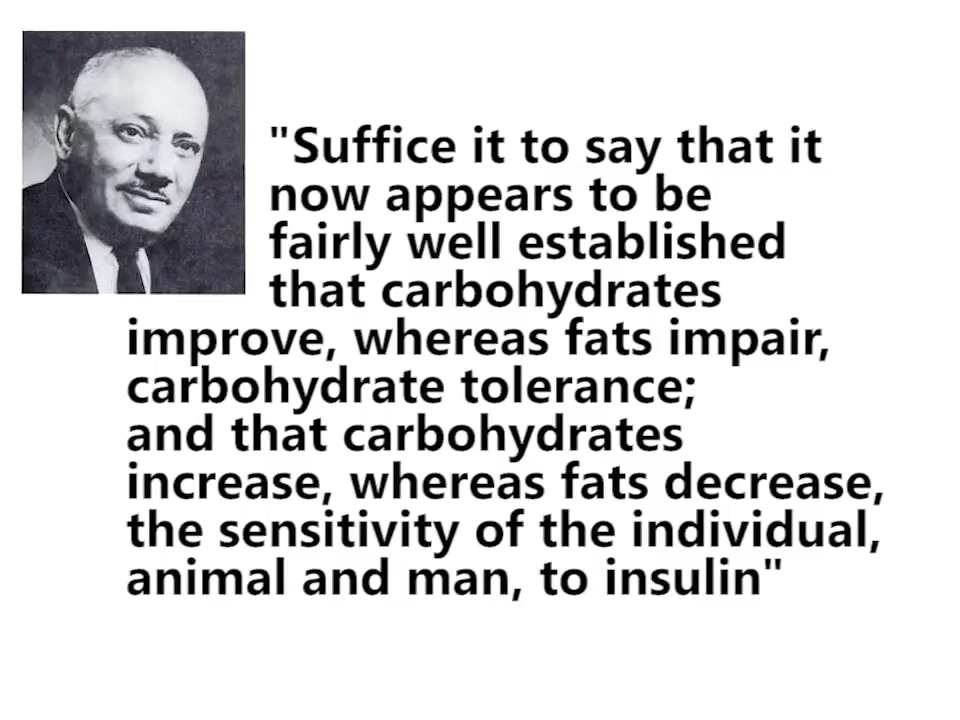 "Suffice it to say that it
now appears to be
fairly well established
that carbohydrates
improve, whereas fats impair,
carbohydrate tolerance;
and that carbohydrates
increase, whereas fats decrease,
the sensitivity of the individual,
animal and man, to insulin"